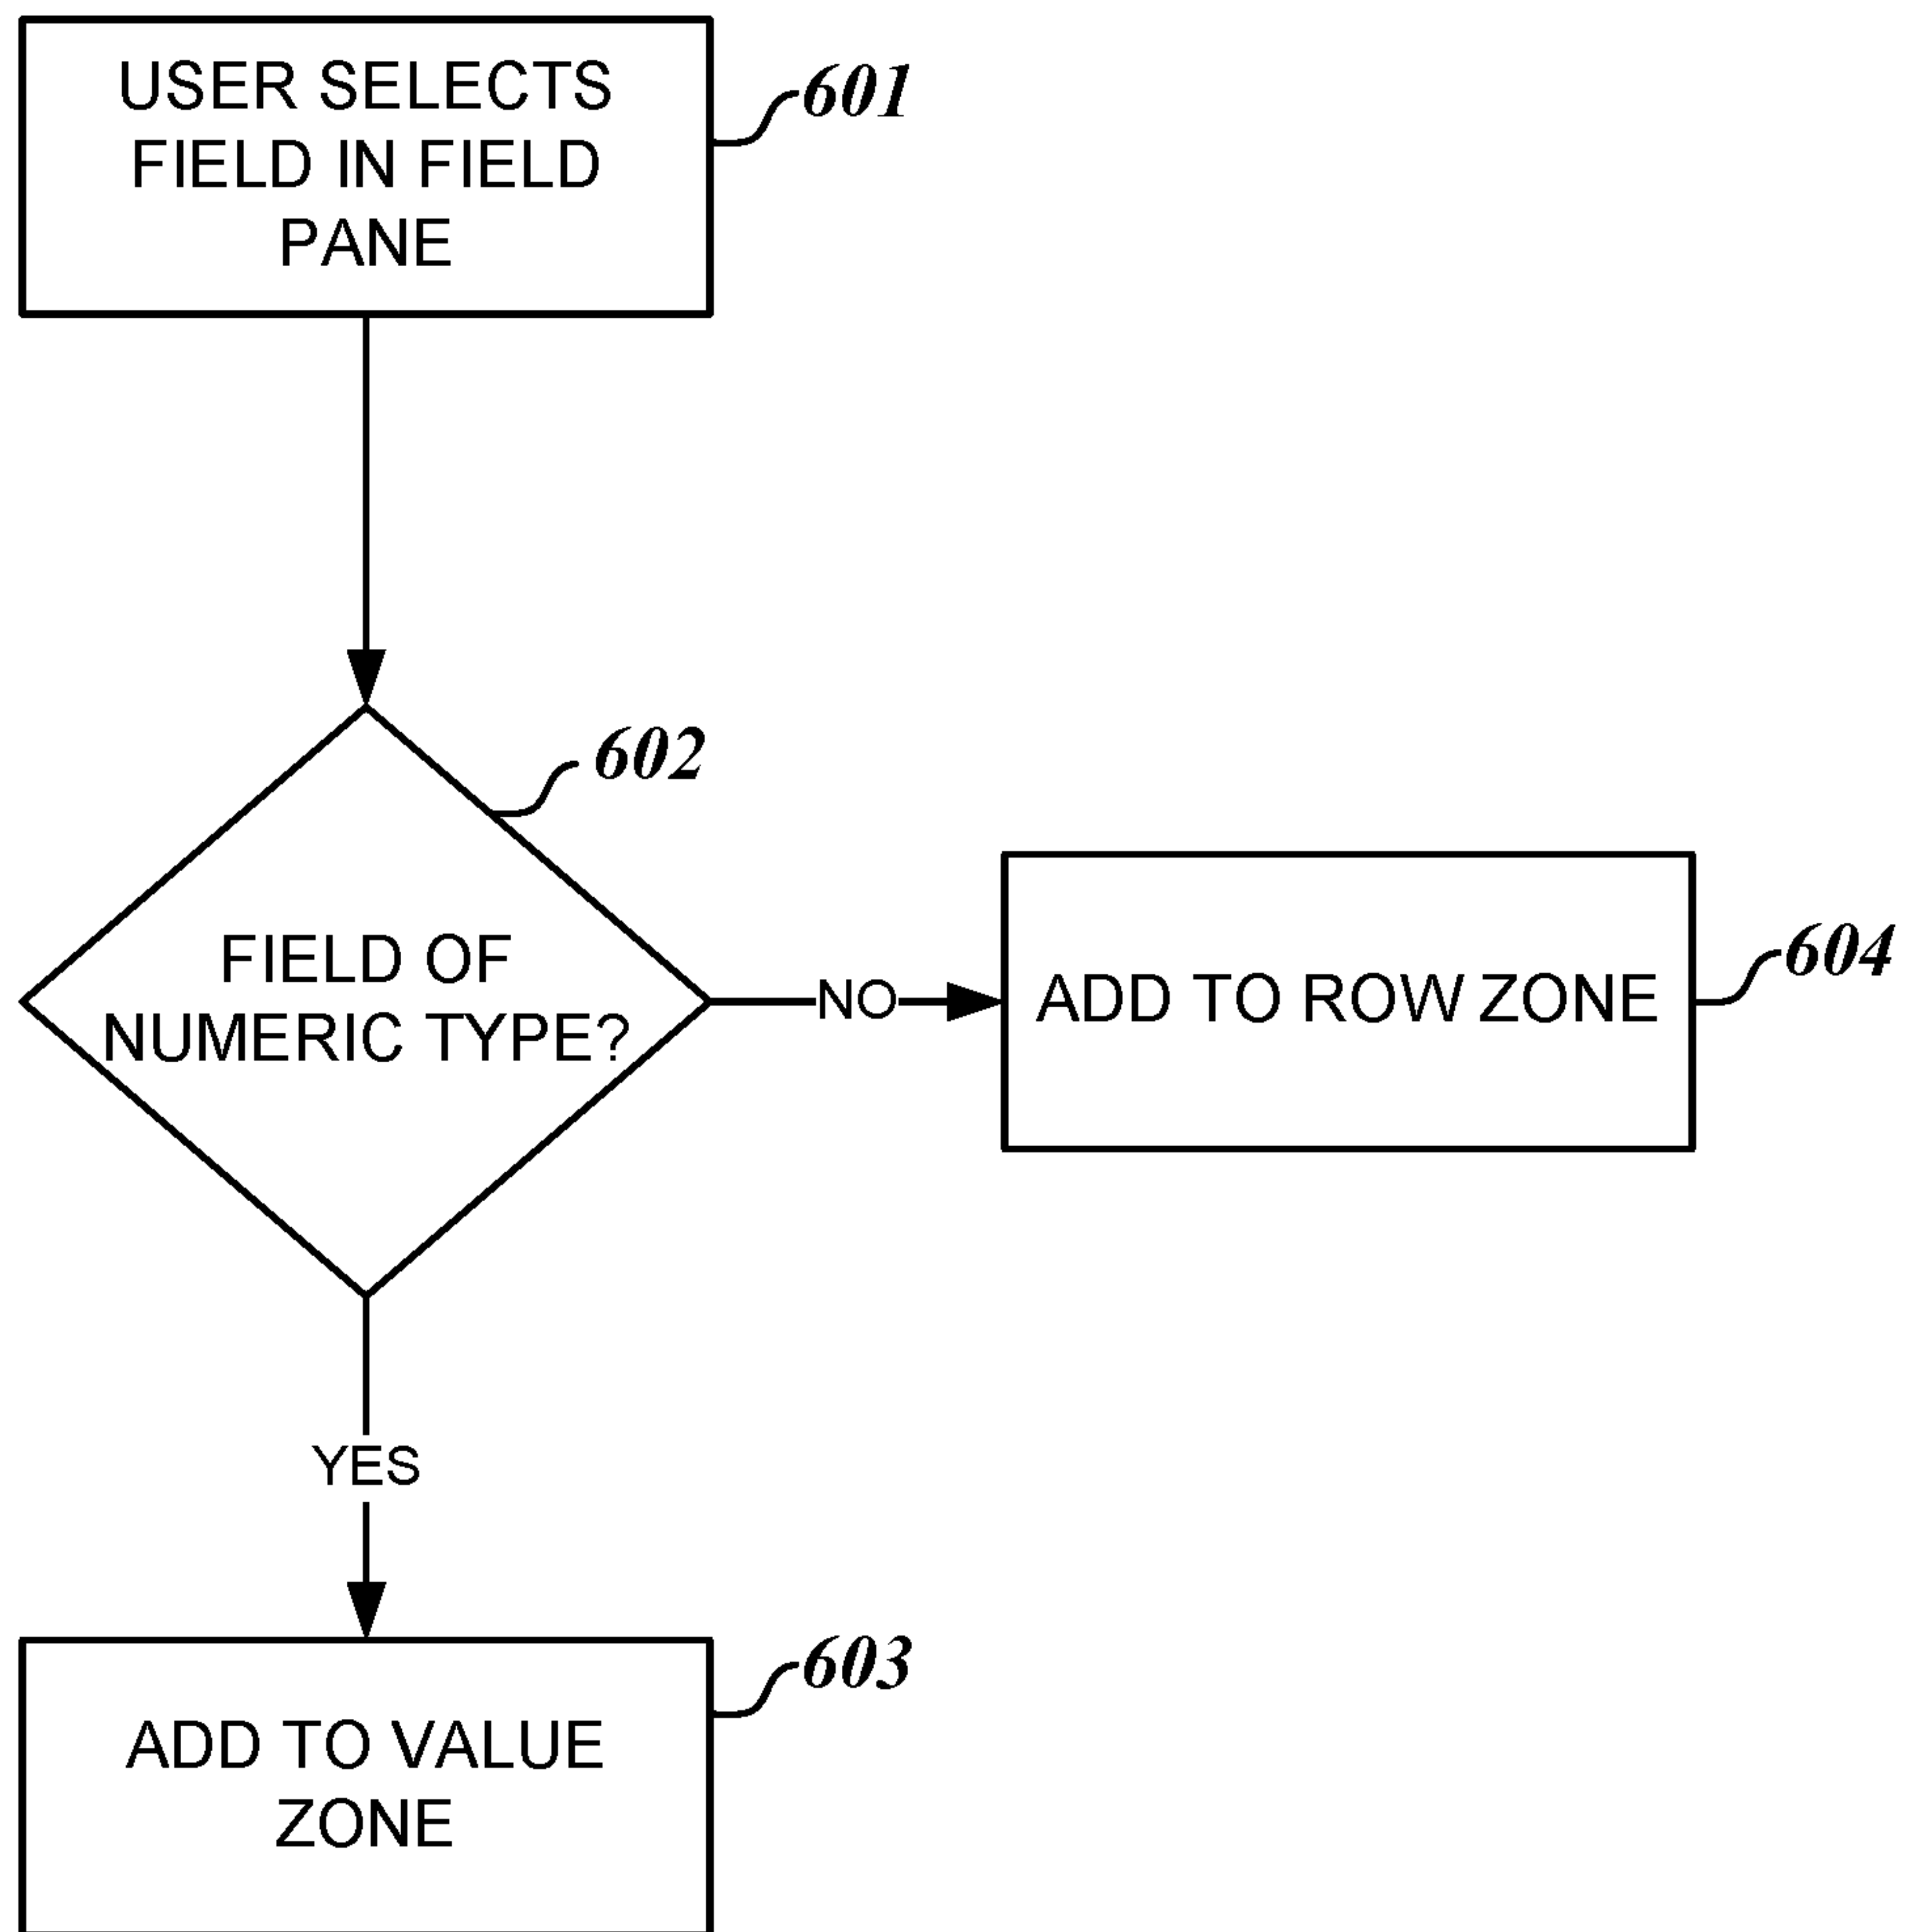 USER SELECTS
FIELD IN FIELD
PANE
601
602
FIELD OF
NUMERIC TYPE?
NO
ADD TO ROW ZONE
604
YES
603
ADD TO VALUE
ZONE